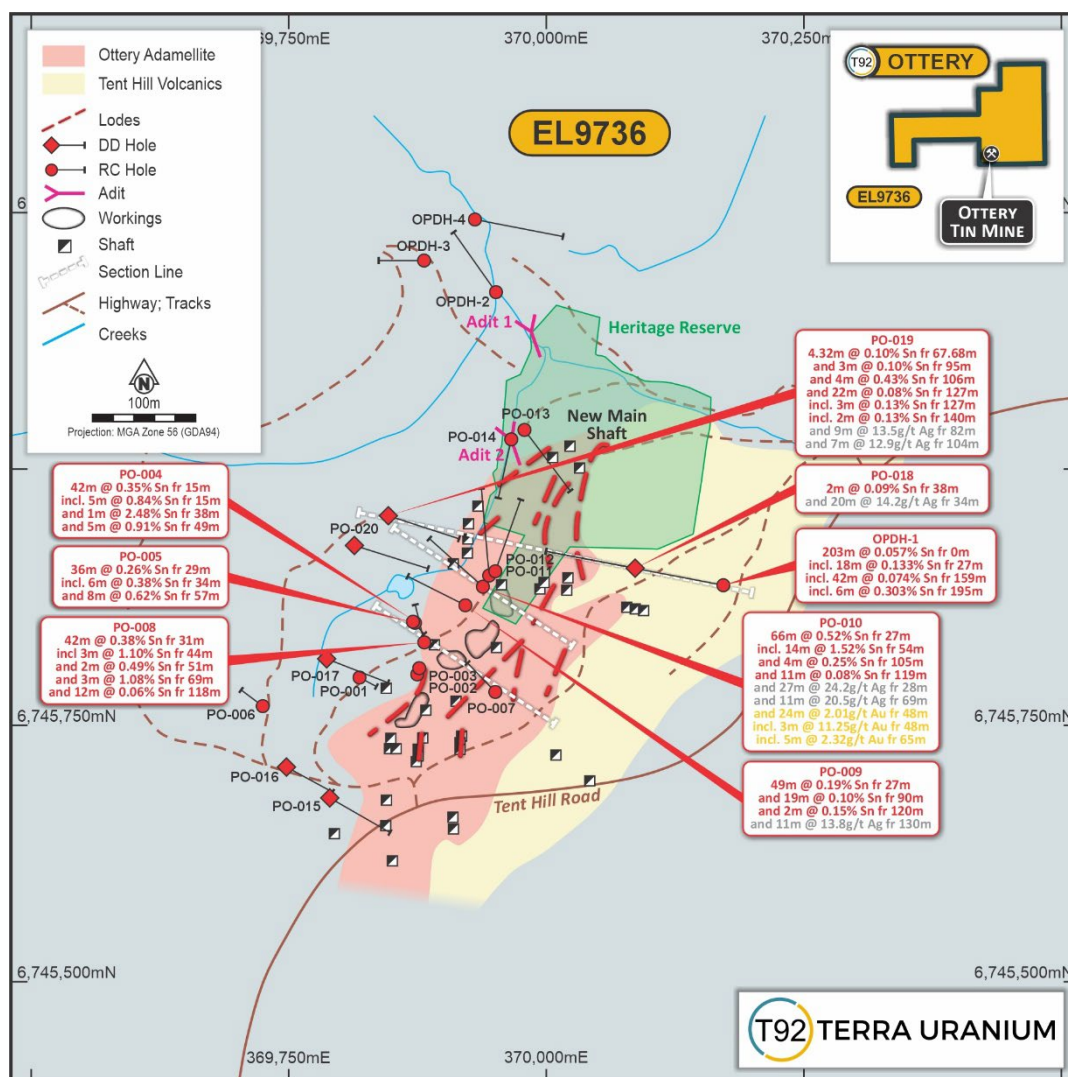 69,750mE
370,000mE
370,250mE
Ottery Adamellite
Tent Hill Volcanics
Lodes
DD Hole
RC Hole
Adit
Workings
Shaft
Section Line
Highway; Tracks
Creeks
N
100m
Projection: MGA Zone 56 (GDA94)
EL9736
T92 OTTERY
EL9736
OTTERY
TIN MINE
6
N
OPDH-4
OPDH-3
OPDH-2
Adit 1
Heritage Reserve
PO-013
PO-014
Adit 2
New Main
Shaft
PO-019
4.32m @ 0.10% Sn fr 67.68m
and 3m @ 0.10% Sn fr 95m
and 4m @ 0.43% Sn fr 106m
and 22m @ 0.08% Sn fr 127m
incl. 3m @ 0.13% Sn fr 127m
incl. 2m @ 0.13% Sn fr 140m
and 9m @ 13.5g/t Ag fr 82m
and 7m @ 12.9g/t Ag fr 104m
PO-004
42m @ 0.35% Sn fr 15m
incl. 5m @ 0.84% Sn fr 15m
and 1m @ 2.48% Sn fr 38m
and 5m @ 0.91% Sn fr 49m
PO-018
2m @ 0.09% Sn fr 38m
and 20m @ 14.2g/t Ag fr 34m
PO-020
PO-012
PO-011
PO-005
36m @ 0.26% Sn fr 29m
incl. 6m @ 0.38% Sn fr 34m
and 8m @ 0.62% Sn fr 57m
OPDH-1
203m @ 0.057% Sn fr 0m
incl. 18m @ 0.133% Sn fr 27m
incl. 42m @ 0.074% Sn fr 159m
incl. 6m @ 0.303% Sn fr 195m
PO-008
42m @ 0.38% Sn fr 31m
incl 3m @ 1.10% Sn fr 44m
and 2m @ 0.49% Sn fr 51m
and 3m @ 1.08% Sn fr 69m
and 12m @ 0.06% Sn fr 118m
PO-010
66m @ 0.52% Sn fr 27m
incl. 14m @ 1.52% Sn fr 54m
and 4m @ 0.25% Sn fr 105m
and 11m @ 0.08% Sn fr 119m
and 27m @ 24.2g/t Ag fr 28m
and 11m @ 20.5g/t Ag fr 69m
and 24m @ 2.01g/t Au fr 48m
incl. 3m @ 11.25g/t Au fr 48m
incl. 5m @ 2.32g/t Au fr 65m
PO-017
PO-001
PO-003
PO-002
PO-007
PO-006
6,745,750mN
6,745,750mN
PO-016
PO-015
Tent Hill Road
PO-009
49m @ 0.19% Sn fr 27m
and 19m @ 0.10% Sn fr 90m
and 2m @ 0.15% Sn fr 120m
and 11m @ 13.8g/t Ag fr 130m
6,745,500mN
6,745,500mN
T92 TERRA URANIUM
369,750mE
370,000mE